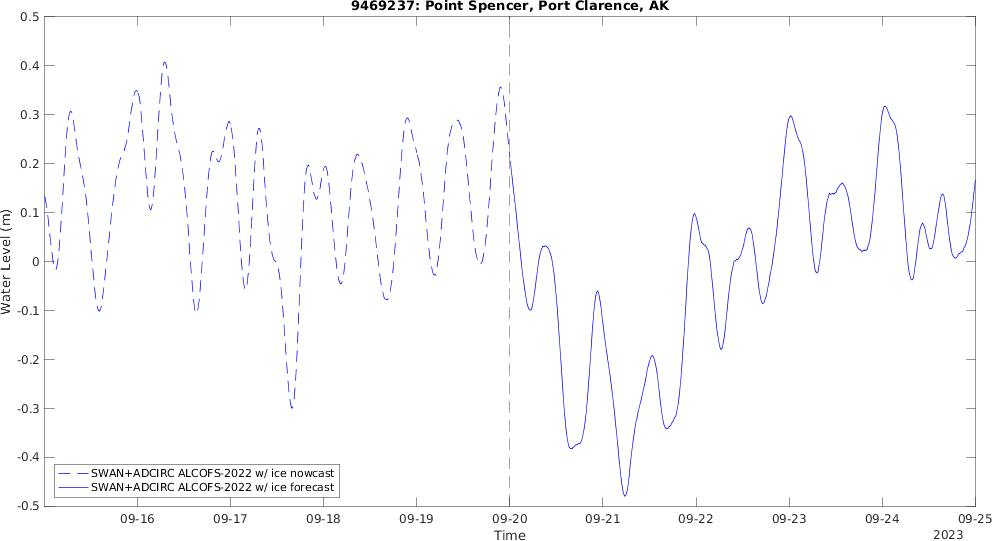 9469237: Point Spencer, Port Clarence, AK
0.5
0.4
0.3
0.2
0.1
0
-0.1
-0.2
-0.3
-0.4
-0.5
Water Level (m)
SWAN+ADCIRC ALCOFS-2022 w/ ice nowcast
SWAN+ADCIRC ALCOFS-2022 w/ ice forecast
09-16 09-17 09-18 09-19 09-20 09-21 09-22 09-23 09-24 09-25
Time
2023